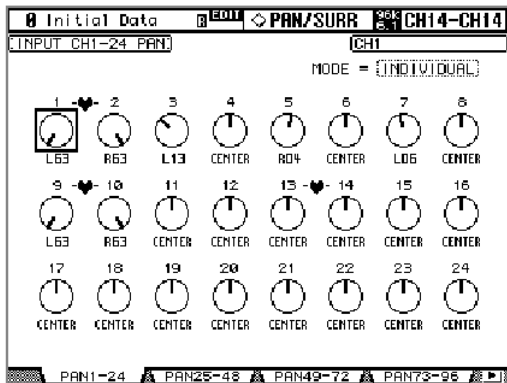 0 Initial Data EDIT PAN/SURR 96k 6.1 CH14-CH14
INPUT CH1-24 PAN CH1
MODE = INDIVIDUAL
1 2 3 4 5 6 7 8
L63 R63 L13 CENTER R04 CENTER L06 CENTER
9 10 11 12 13 14 15 16
L63 R63 CENTER CENTER CENTER CENTER CENTER CENTER
17 18 19 20 21 22 23 24
CENTER CENTER CENTER CENTER CENTER CENTER CENTER CENTER
PAN1-24 PAN25-48 PAN49-72 PAN73-96